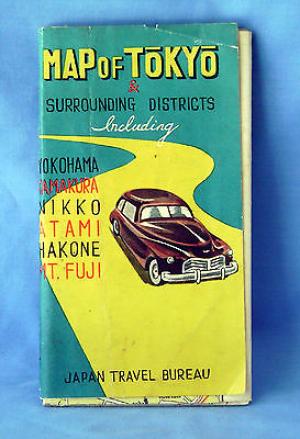 MAP OF TŌKYŌ
&
SURROUNDING DISTRICTS
Including
YOKOHAMA
KAMAKURA
NIKKO
ATAMI
HAKONE
MT. FUJI
JAPAN TRAVEL BUREAU